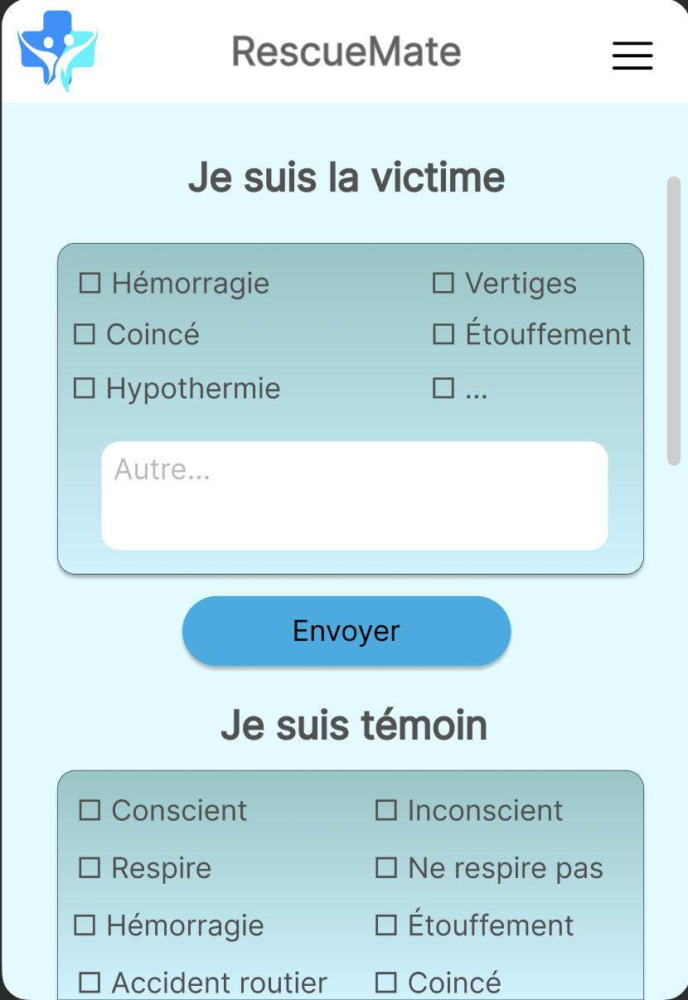 RescueMate
Je suis la victime
☐ Hémorragie ☐ Vertiges
☐ Coincé ☐ Étouffement
☐ Hypothermie ☐ ...
Autre...
Envoyer
Je suis témoin
☐ Conscient ☐ Inconscient
☐ Respire ☐ Ne respire pas
☐ Hémorragie ☐ Étouffement
☐ Accident routier ☐ Coincé